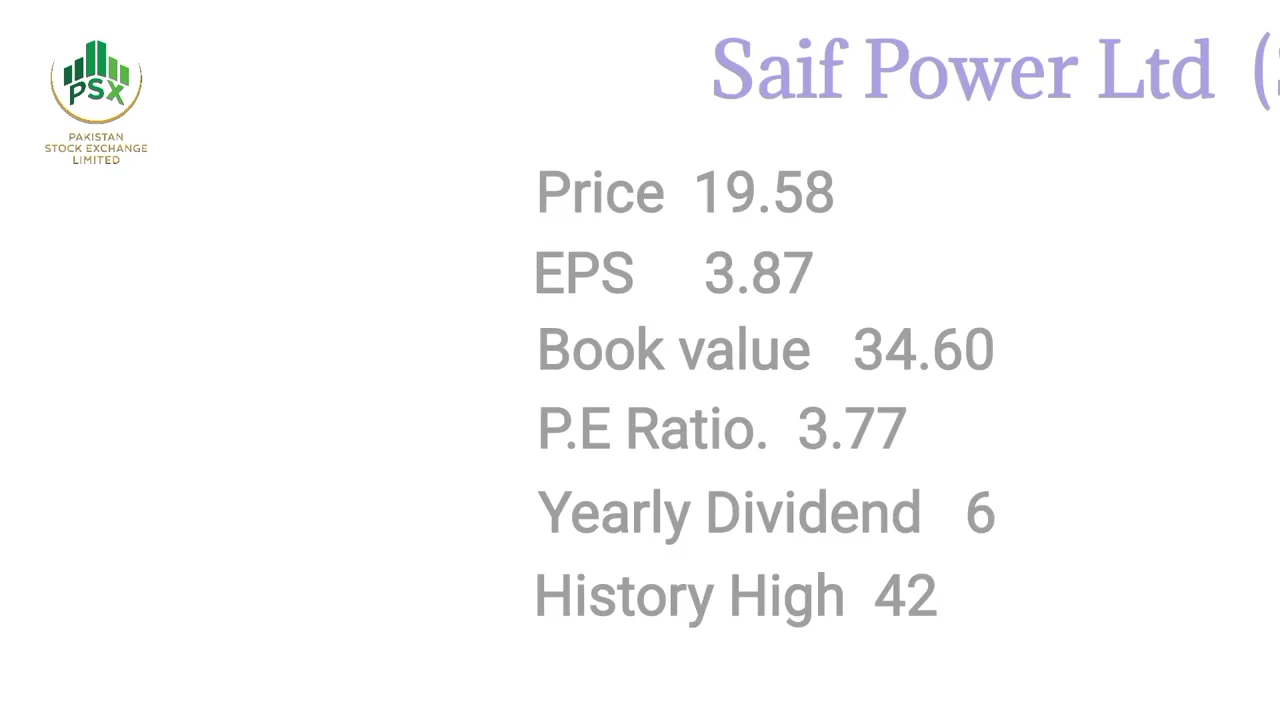 PSX
PAKISTAN
STOCK EXCHANGE
LIMITED
Saif Power Ltd (
Price 19.58
EPS 3.87
Book value 34.60
P.E Ratio. 3.77
Yearly Dividend 6
History High 42